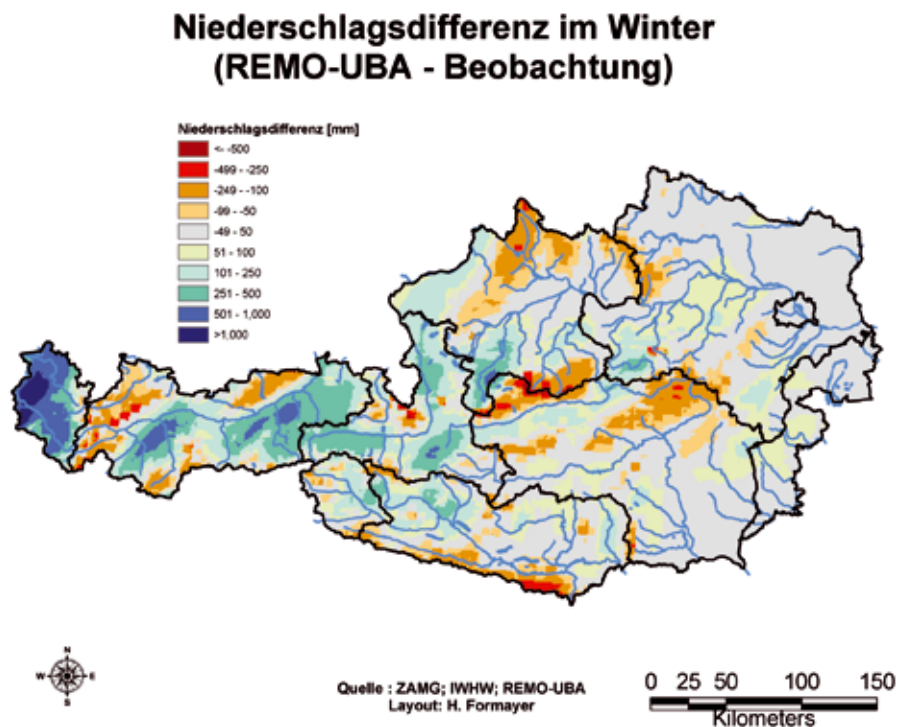 Niederschlagsdifferenz im Winter
(REMO-UBA - Beobachtung)
Niederschlagsdifferenz [mm]
<- -500
-499 - -250
-249 - -100
-99 - -50
-49 - 50
51 - 100
101 - 250
251 - 500
501 - 1,000
>1,000
N
W E
S
Quelle : ZAMG; IWHW; REMO-UBA
Layout: H. Formayer
0 25 50 100 150
Kilometers